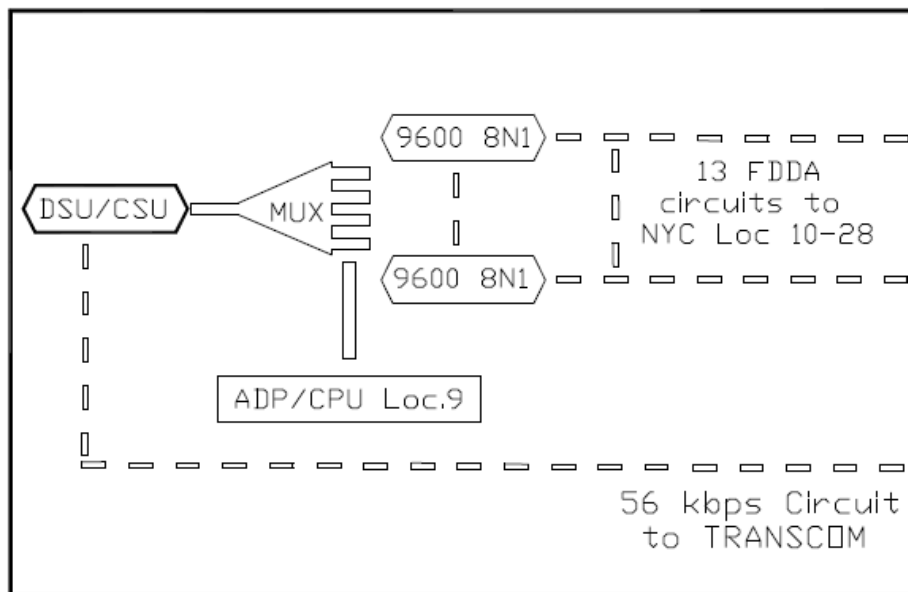 9600 8N1
13 FDDA
circuits to
NYC Loc 10-28
DSU/CSU
MUX
9600 8N1
ADP/CPU Loc.9
56 kbps Circuit
to TRANSCOM